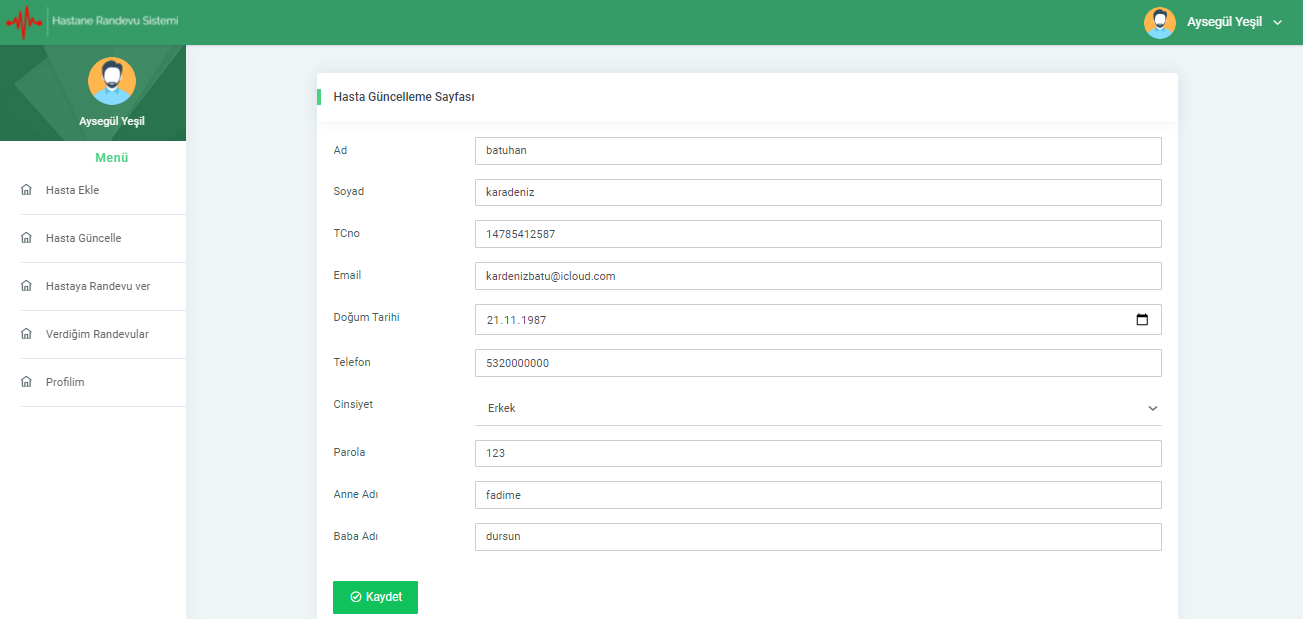 Hastane Randevu Sistemi
Aysegül Yeşil
Aysegül Yeşil
Menü
Hasta Ekle
Hasta Güncelle
Hastaya Randevu ver
Verdiğim Randevular
Profilim
Hasta Güncelleme Sayfası
Ad batuhan
Soyad karadeniz
TCno 14785412587
Email kardenizbatu@icloud.com
Doğum Tarihi 21.11.1987
Telefon 5320000000
Cinsiyet Erkek
Parola 123
Anne Adı fadime
Baba Adı dursun
Kaydet